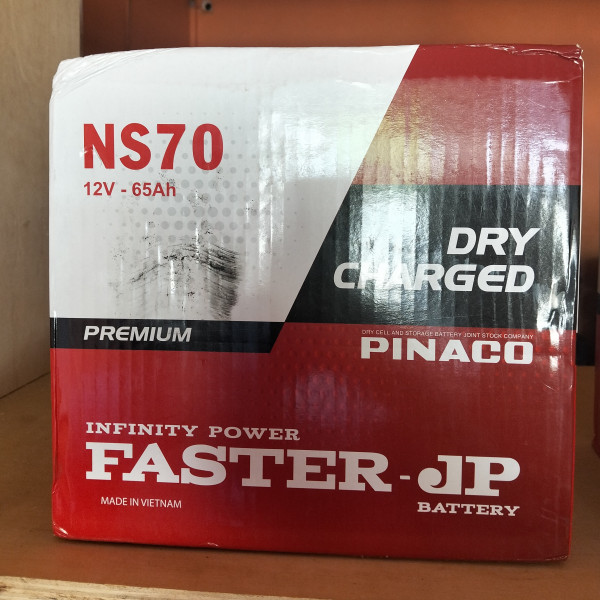 NS70
12V - 65Ah
DRY
CHARGED
PREMIUM
DRY CELL AND STORAGE BATTERY JOINT STOCK COMPANY
PINACO
INFINITY POWER
FASTER - JP
BATTERY
MADE IN VIETNAM